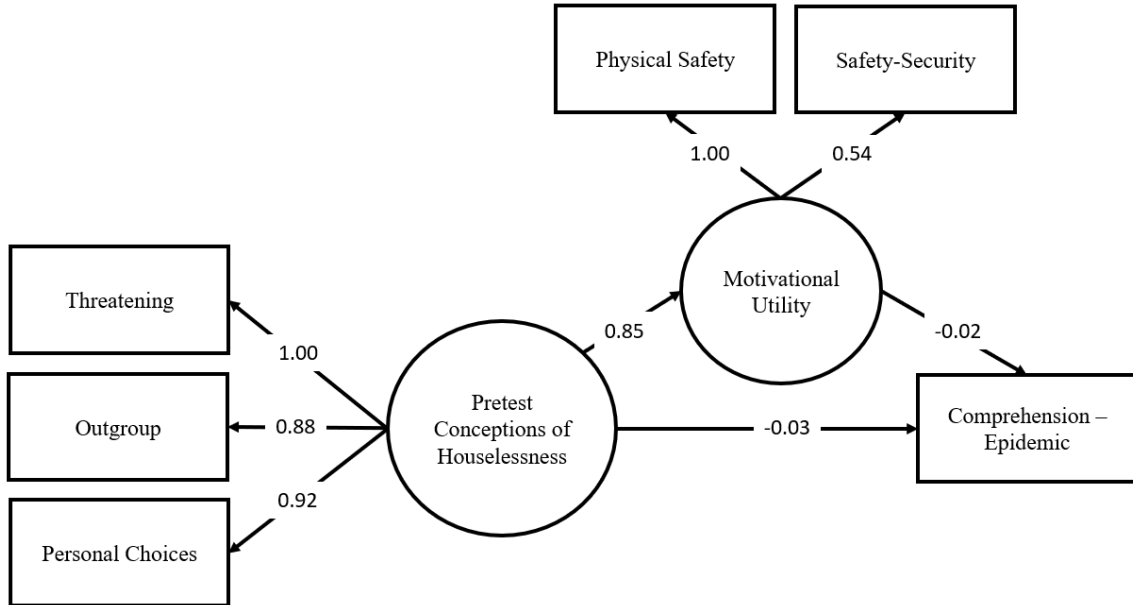 Physical Safety
Safety-Security
1.00
0.54
Threatening
Motivational
Utility
0.85
-0.02
1.00
Outgroup
0.88
Pretest
Conceptions of
Houselessness
-0.03
Comprehension –
Epidemic
0.92
Personal Choices